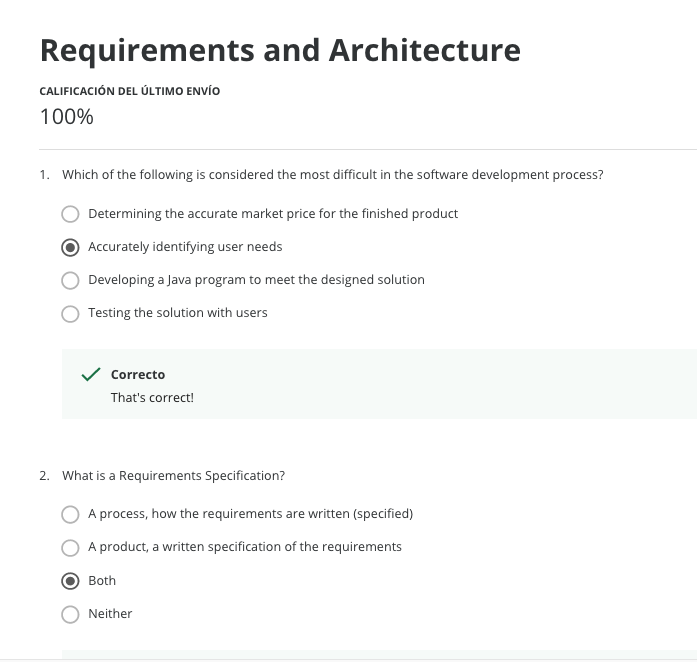 Requirements and Architecture
CALIFICACIÓN DEL ÚLTIMO ENVÍO
100%
1. Which of the following is considered the most difficult in the software development process?
Determining the accurate market price for the finished product
Accurately identifying user needs
Developing a Java program to meet the designed solution
Testing the solution with users
Correcto
That's correct!
2. What is a Requirements Specification?
A process, how the requirements are written (specified)
A product, a written specification of the requirements
Both
Neither